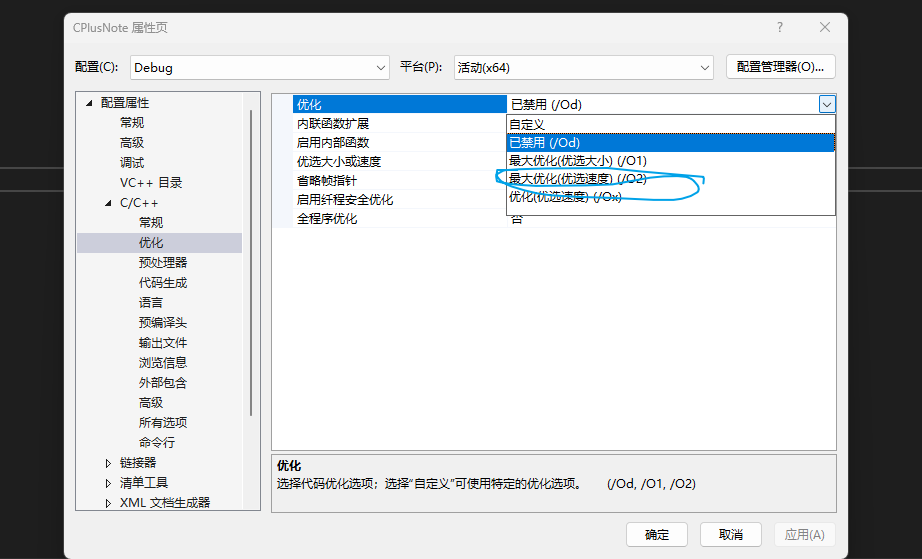 CPlusNote 属性页
?
配置(C): Debug 平台(P): 活动(x64) 配置管理器(O)...
配置属性
常规
高级
调试
VC++ 目录
C/C++
常规
优化
预处理器
代码生成
语言
预编译头
输出文件
浏览信息
外部包含
高级
所有选项
命令行
链接器
清单工具
XML 文档生成器
优化 已禁用 (/Od)
内联函数扩展
启用内部函数
优选大小或速度
省略帧指针
启用纤程安全优化
全程序优化 否
自定义
已禁用 (/Od)
最大优化(优选大小) (/O1)
最大优化(优选速度) (/O2)
优化(优选速度) (/Ox)
优化
选择代码优化选项；选择“自定义”可使用特定的优化选项。 (/Od, /O1, /O2)
确定 取消 应用(A)